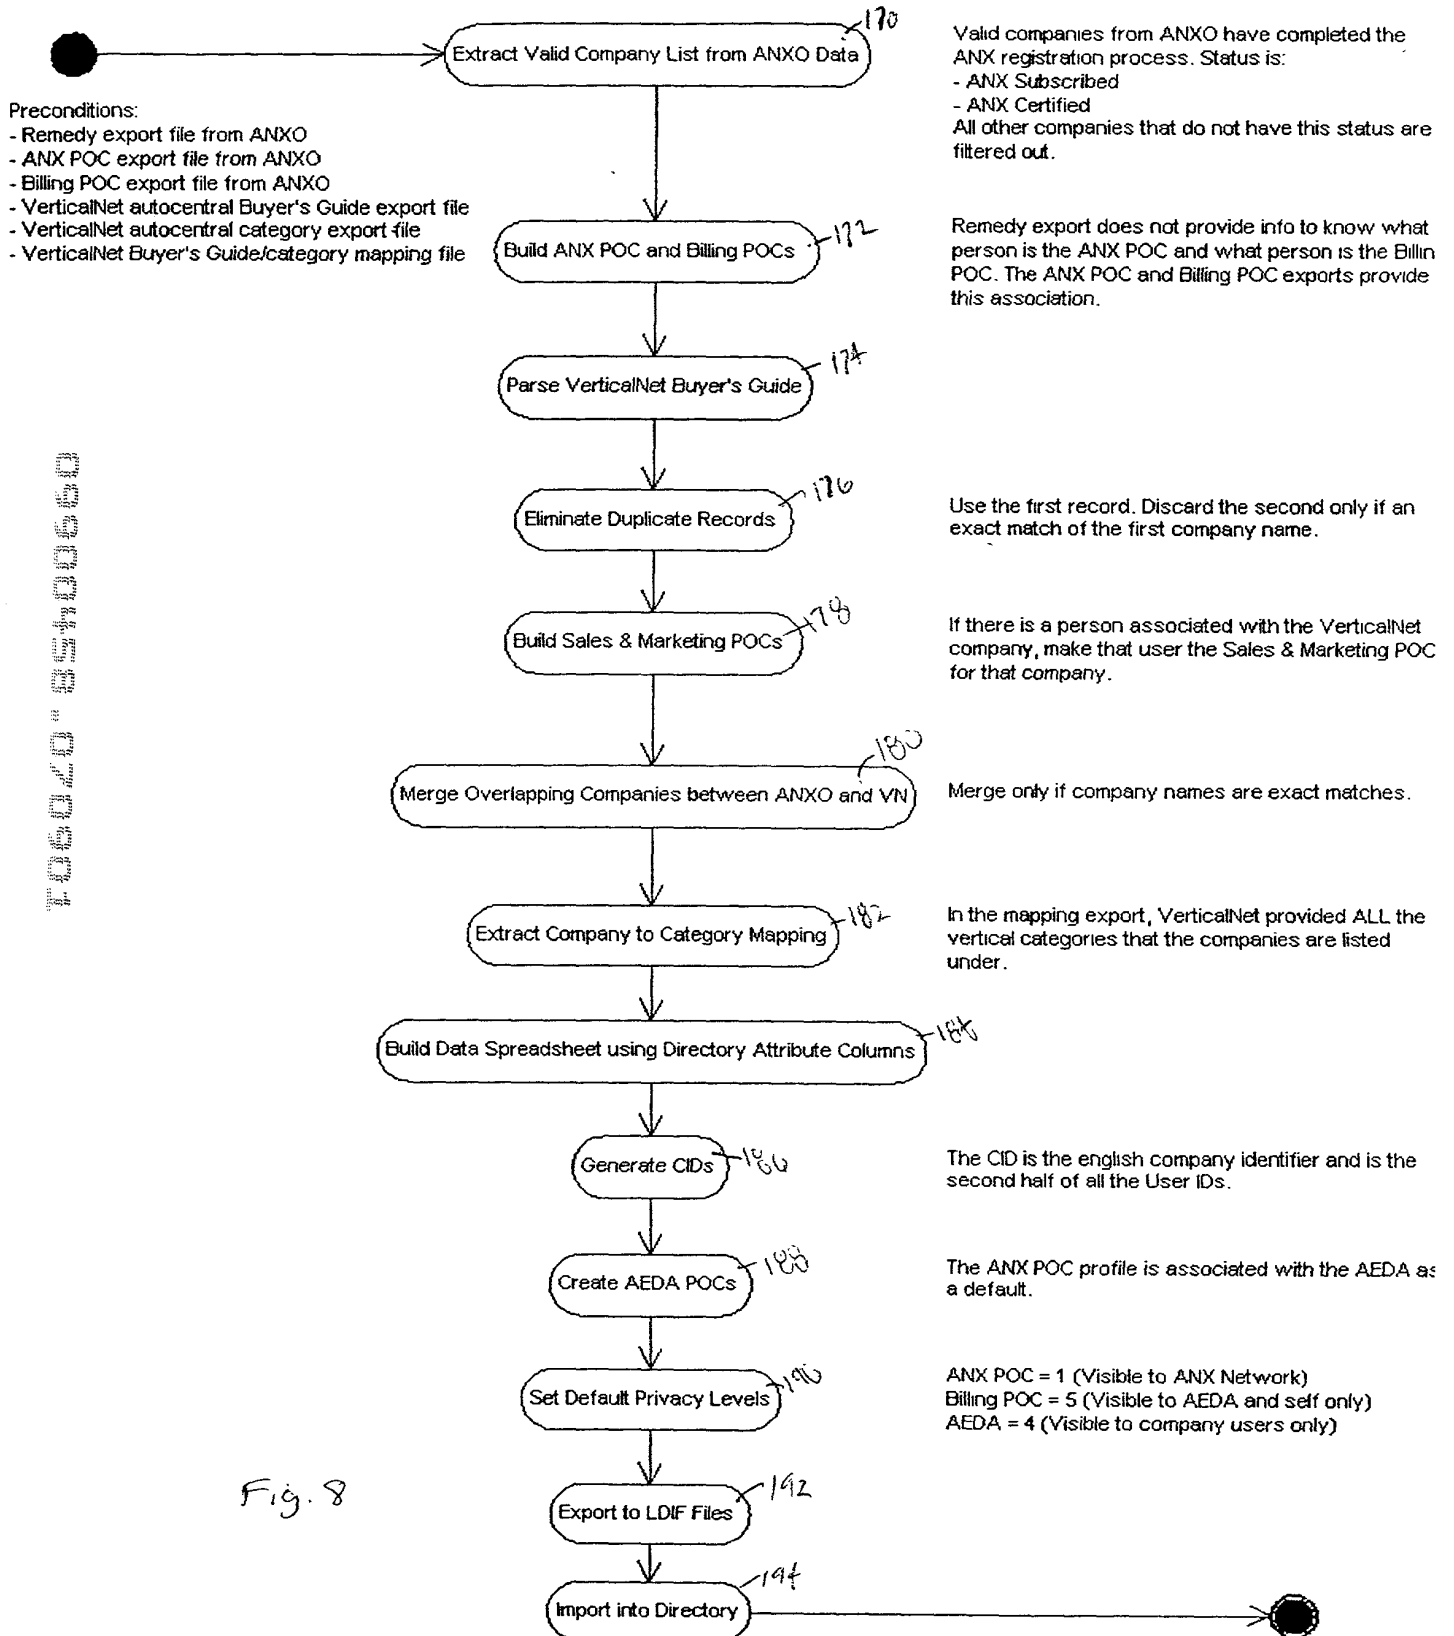 170
Extract Valid Company List from ANXO Data
Valid companies from ANXO have completed the
ANX registration process. Status is:
- ANX Subscribed
- ANX Certified
All other companies that do not have this status are
filtered out.
Preconditions:
- Remedy export file from ANXO
- ANX POC export file from ANXO
- Billing POC export file from ANXO
- VerticalNet autocentral Buyer's Guide export file
- VerticalNet autocentral category export file
- VerticalNet Buyer's Guide/category mapping file
Build ANX POC and Billing POCs
172
Remedy export does not provide info to know what
person is the ANX POC and what person is the Billin
POC. The ANX POC and Billing POC exports provide
this association.
174
Parse VerticalNet Buyer's Guide
176
Eliminate Duplicate Records
Use the first record. Discard the second only if an
exact match of the first company name.
178
Build Sales & Marketing POCs
If there is a person associated with the VerticalNet
company, make that user the Sales & Marketing POC
for that company.
09900458.070901
180
Merge Overlapping Companies between ANXO and VN
Merge only if company names are exact matches.
182
Extract Company to Category Mapping
In the mapping export, VerticalNet provided ALL the
vertical categories that the companies are listed
under.
184
Build Data Spreadsheet using Directory Attribute Columns
186
Generate CIDs
The CID is the english company identifier and is the
second half of all the User IDs.
188
Create AEDA POCs
The ANX POC profile is associated with the AEDA as
a default.
190
Set Default Privacy Levels
ANX POC = 1 (Visible to ANX Network)
Billing POC = 5 (Visible to AEDA and self only)
AEDA = 4 (Visible to company users only)
Fig. 8
192
Export to LDIF Files
194
Import into Directory